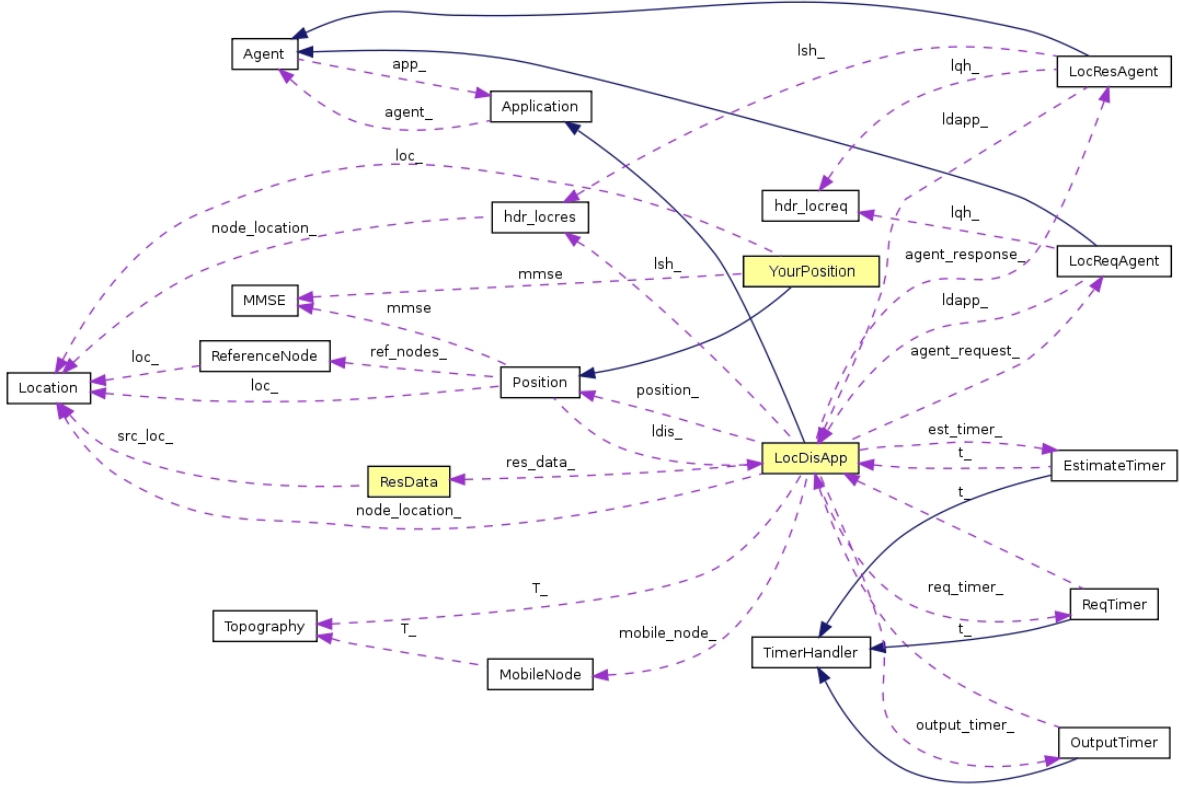 lsh_
Agent
app_
lqh_
LocResAgent
Application
agent_
ldapp_
loc_
hdr_locreq
hdr_locres
lqh_
node_location_
agent_response_
LocReqAgent
lsh_
YourPosition
mmse
MMSE
ldapp_
mmse
ReferenceNode
ref_nodes_
agent_request_
loc_
Location
loc_
Position
position_
src_loc_
ldis_
est_timer_
t_
LocDisApp
EstimateTimer
res_data_
ResData
node_location_
t_
T_
req_timer_
ReqTimer
Topography
T_
mobile_node_
t_
TimerHandler
MobileNode
output_timer_
OutputTimer